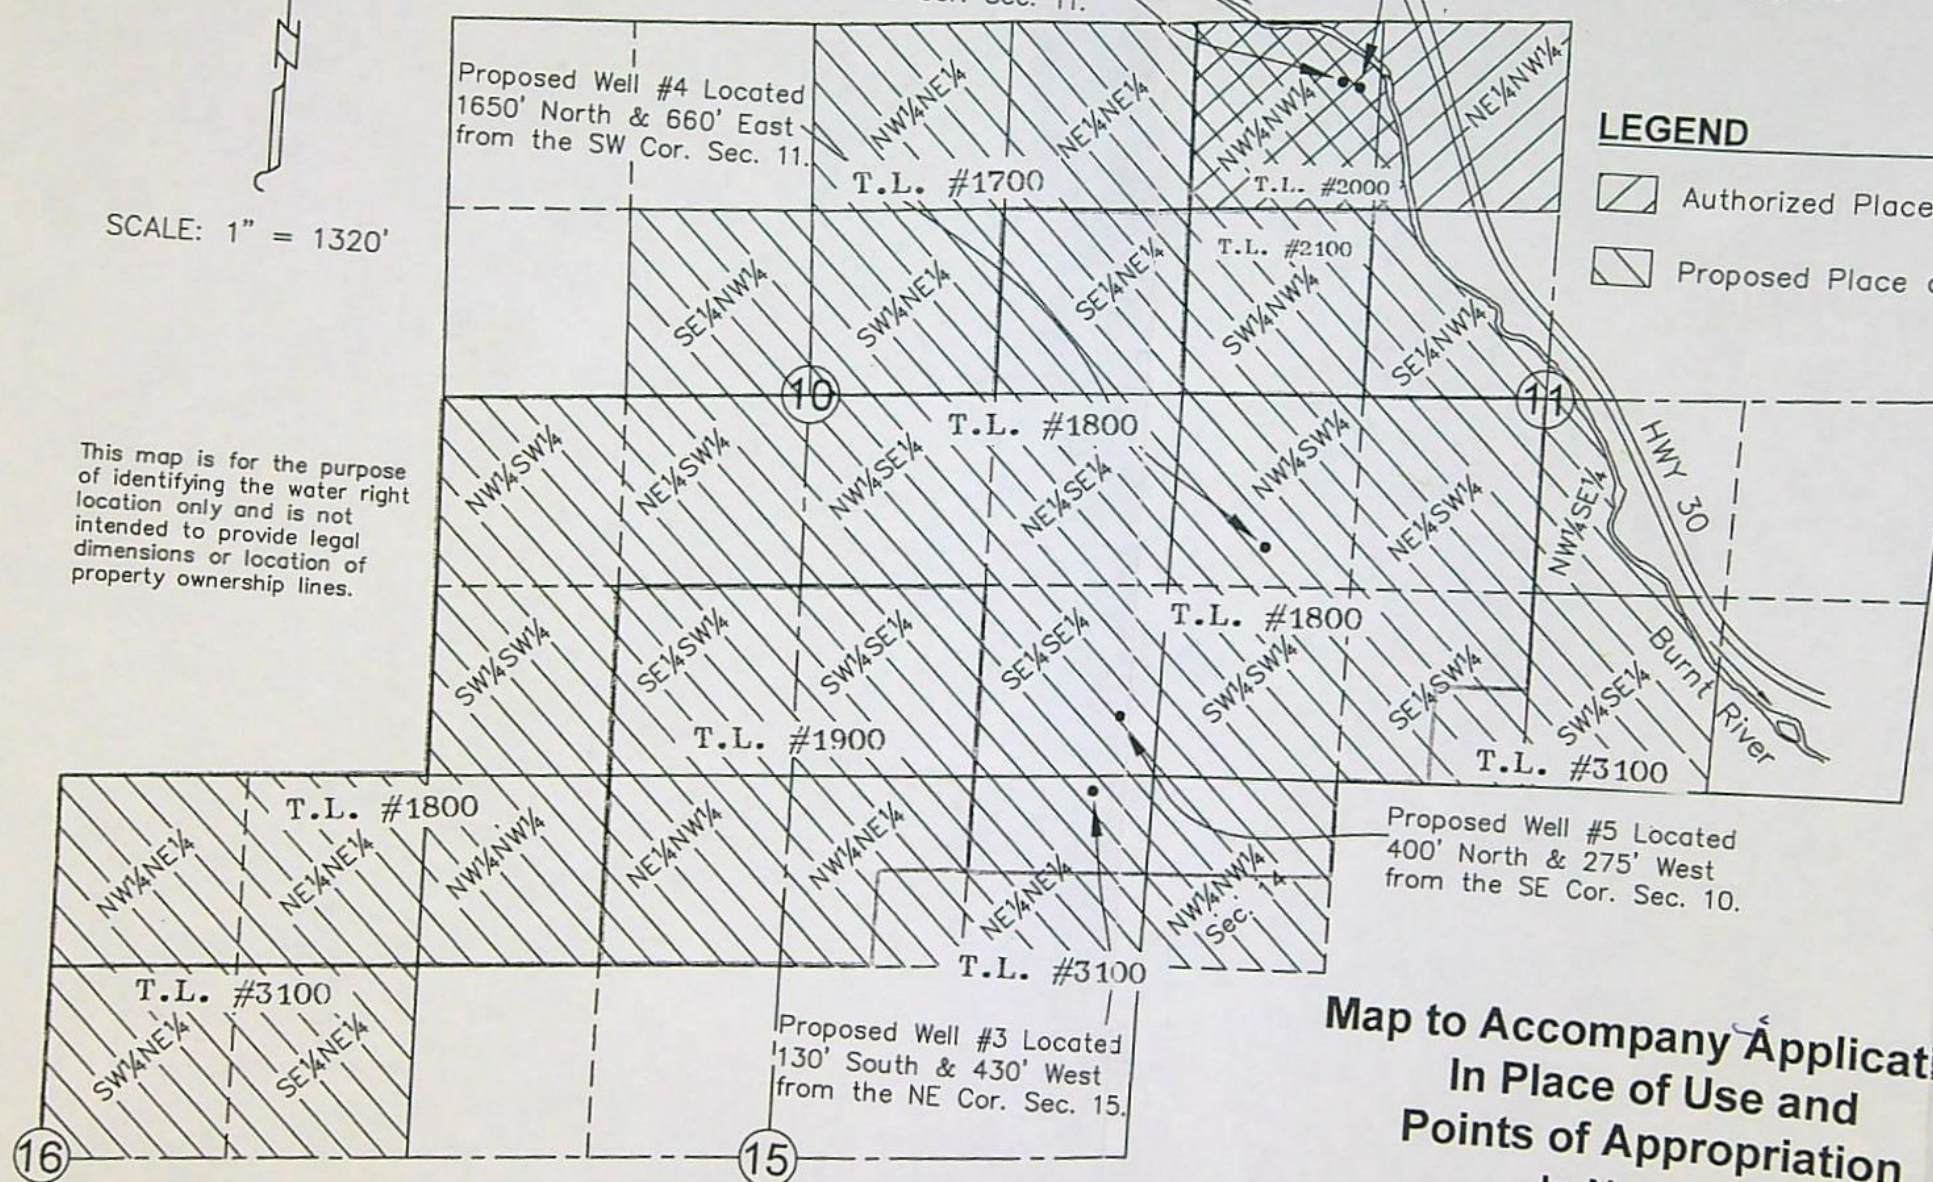 Sec. 11.
Proposed Well #4 Located
1650' North & 660' East
from the SW Cor. Sec. 11.
NW¼NE¼
NE¼NE¼
NW¼NW¼
NE¼NW¼
T.L. #1700
T.L. #2000
LEGEND
Authorized Place
Proposed Place
SCALE: 1" = 1320'
T.L. #2100
SE¼NW¼
SW¼NE¼
SE¼NE¼
SW¼NW¼
SE¼NW¼
10
11
T.L. #1800
HWY 30
This map is for the purpose
of identifying the water right
location only and is not
intended to provide legal
dimensions or location of
property ownership lines.
NW¼SW¼
NE¼SW¼
NW¼SE¼
NE¼SE¼
NW¼SW¼
NE¼SW¼
NW¼SE¼
T.L. #1800
SW¼SW¼
SE¼SW¼
SW¼SE¼
SE¼SE¼
SW¼SW¼
SE¼SW¼
SW¼SE¼
Burnt River
T.L. #1900
T.L. #3100
T.L. #1800
NW¼NE¼
NE¼NE¼
NW¼NW¼
NE¼NW¼
NW¼NE¼
NE¼NE¼
NW¼NW¼
Sec. 14
Proposed Well #5 Located
400' North & 275' West
from the SE Cor. Sec. 10.
T.L. #3100
T.L. #3100
SW¼NE¼
SE¼NE¼
Proposed Well #3 Located
130' South & 430' West
from the NE Cor. Sec. 15.
16
15
Map to Accompany Applicati
In Place of Use and
Points of Appropriation